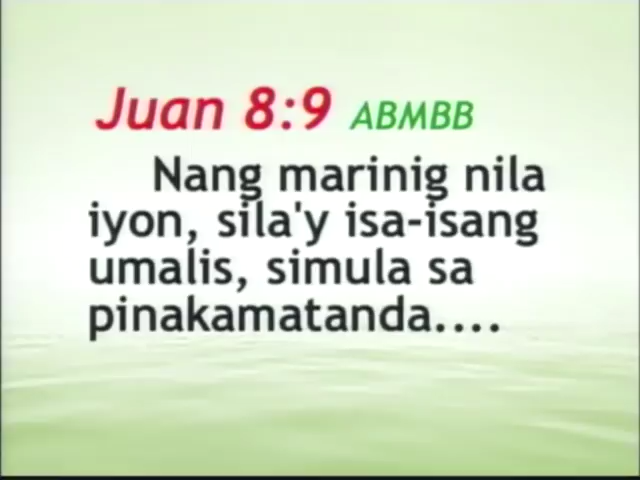 Juan 8:9 ABMBB
Nang marinig nila
iyon, sila'y isa-isang
umalis, simula sa
pinakamatanda....